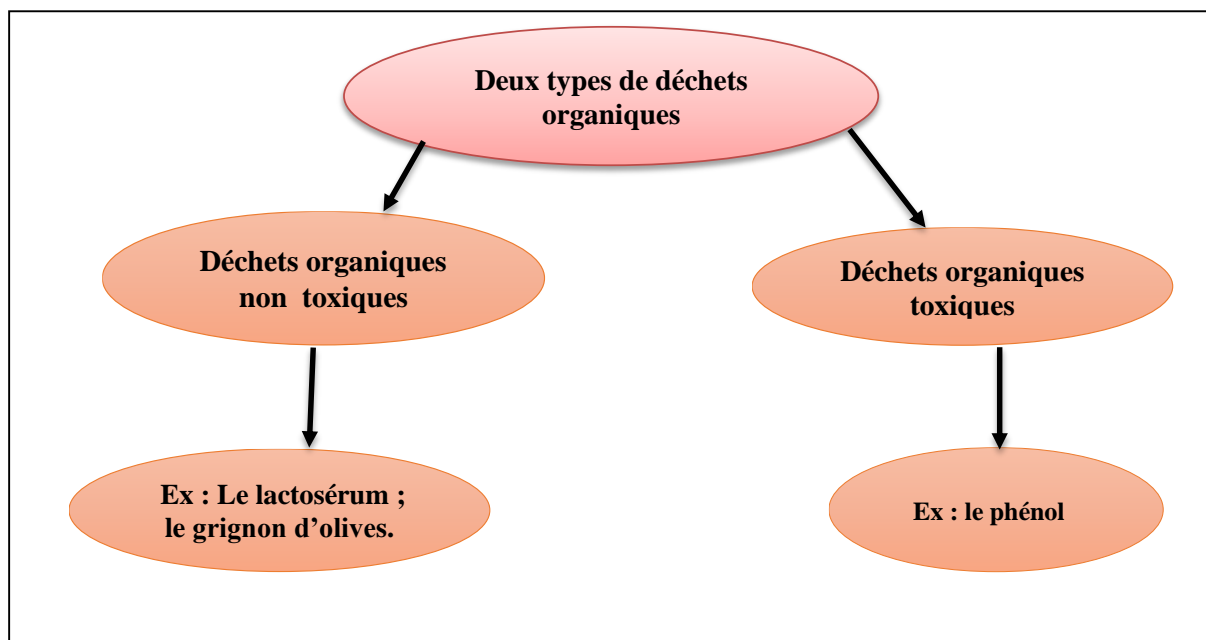 Deux types de déchets
organiques
Déchets organiques
non toxiques
Déchets organiques
toxiques
Ex : Le lactosérum ;
le grignon d’olives.
Ex : le phénol